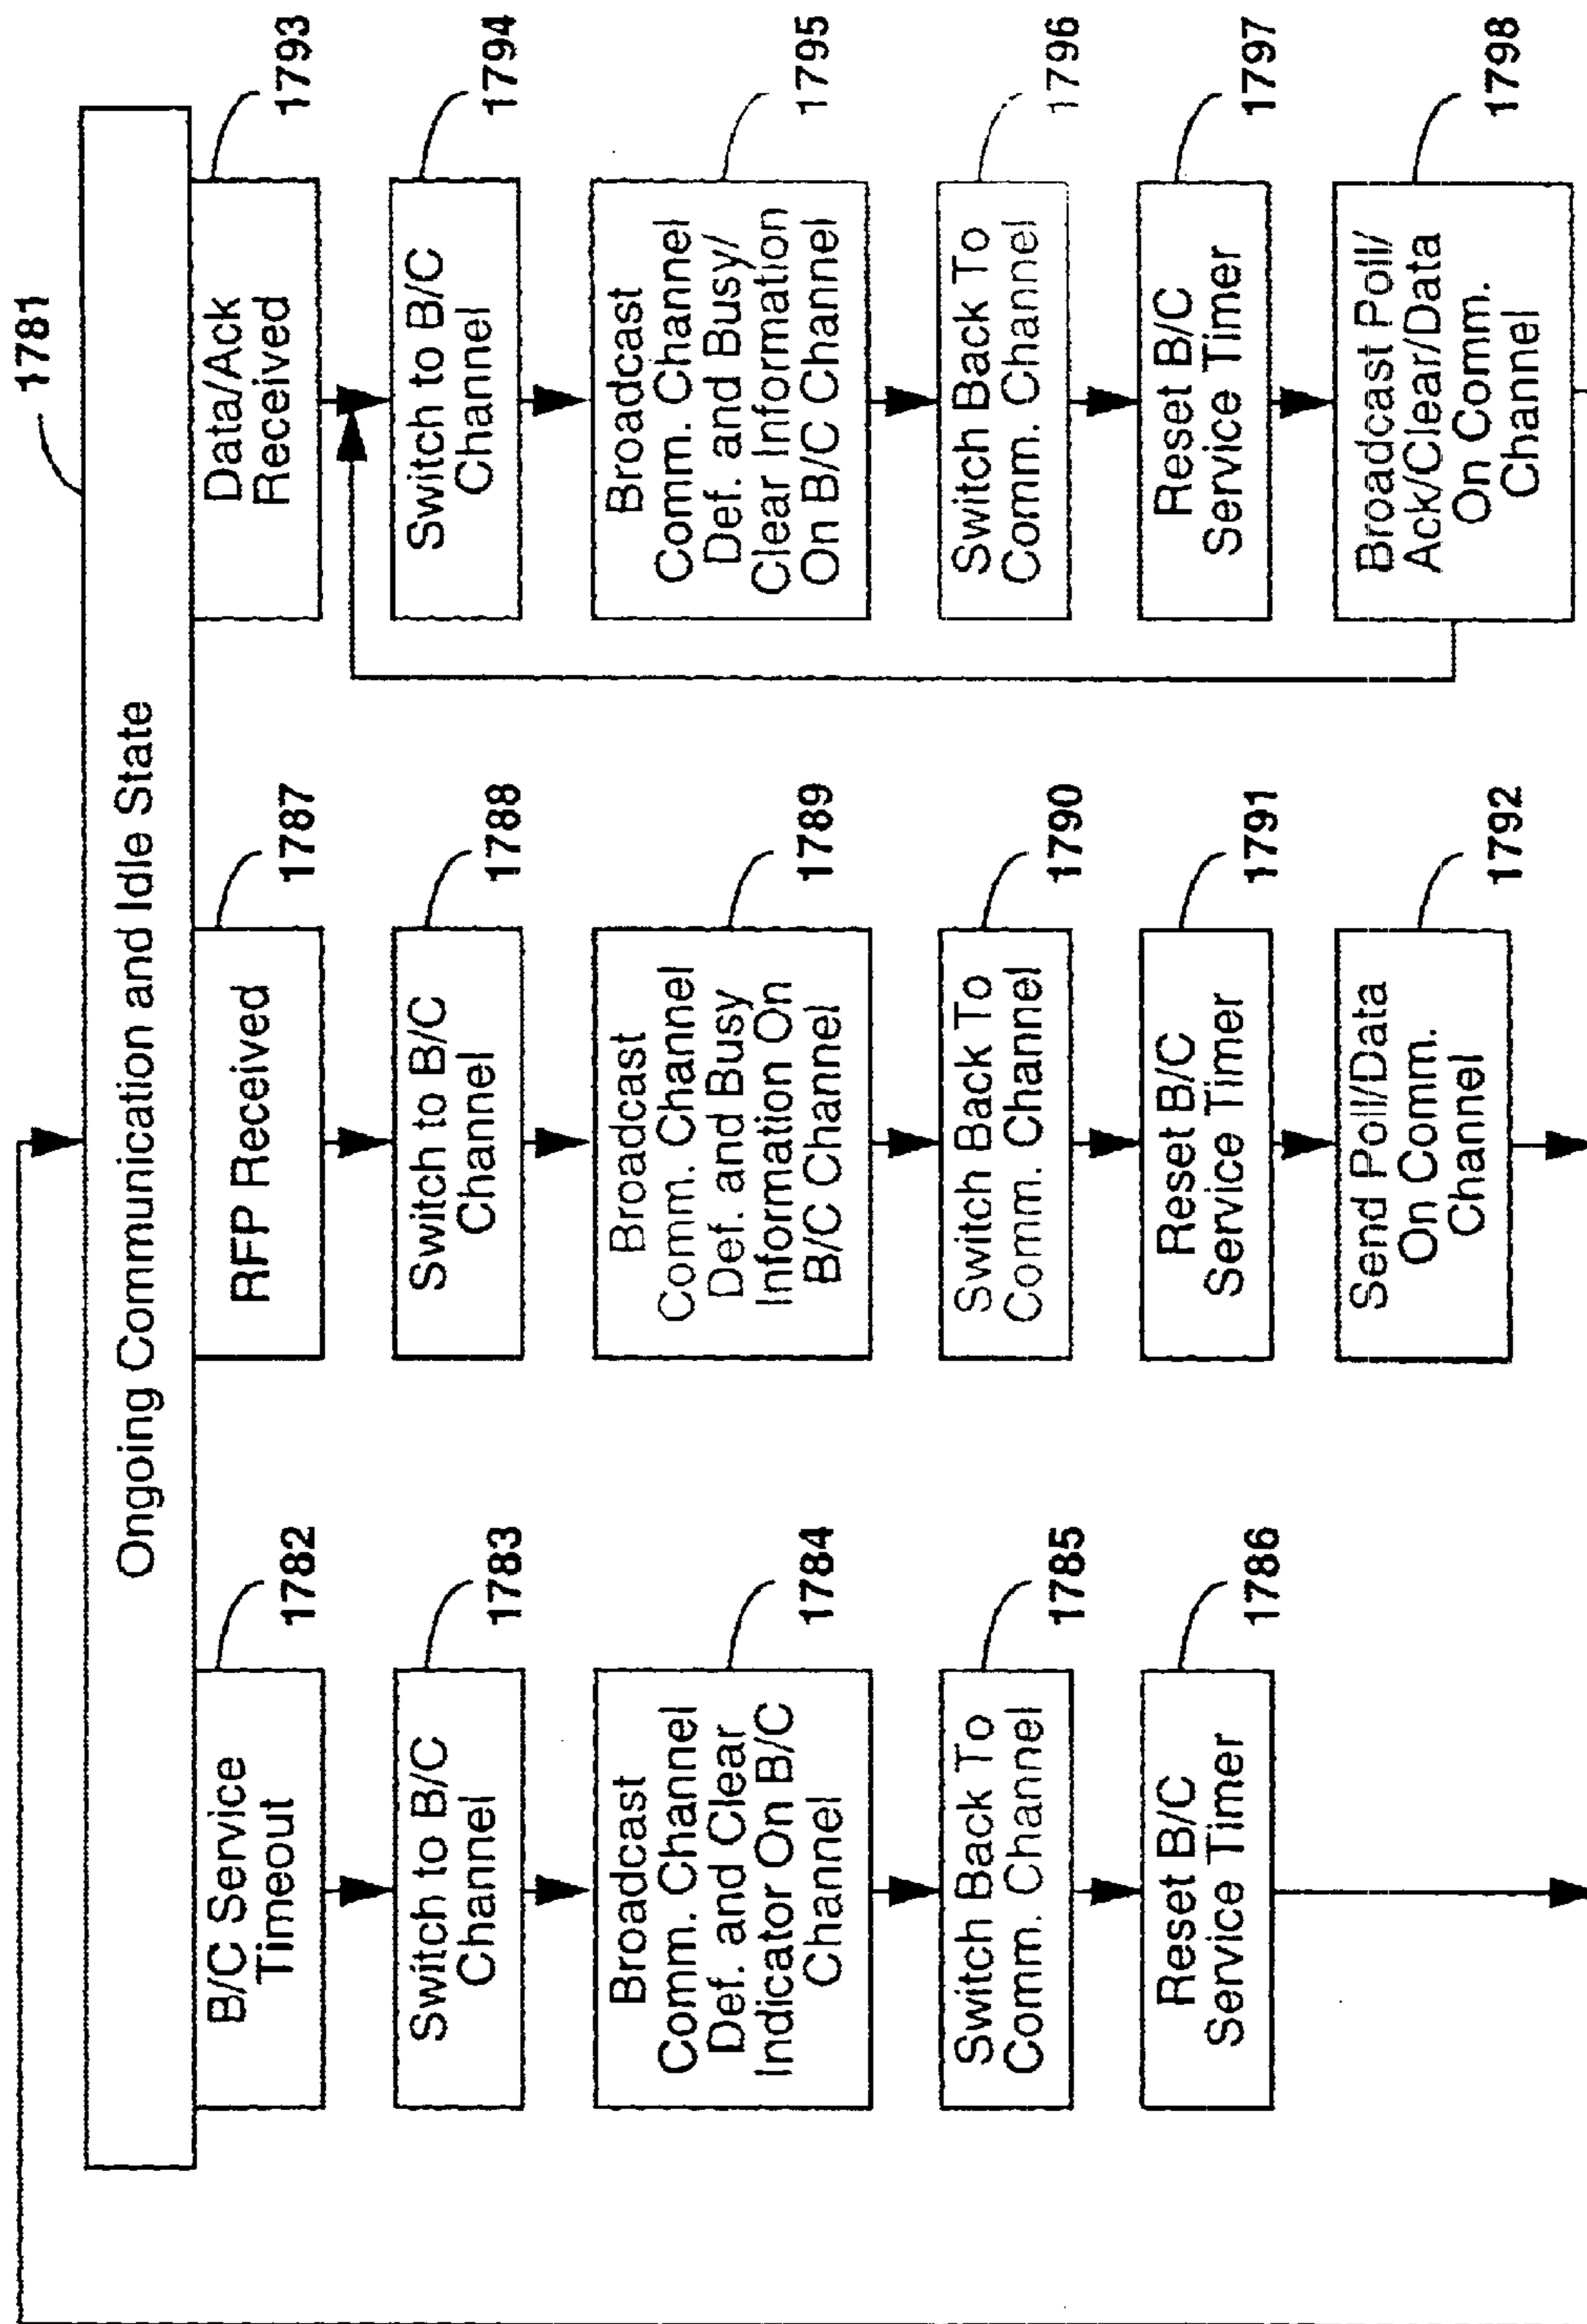 1781
Ongoing Communication and Idle State
B/C Service
Timeout
1782
Switch to B/C
Channel
1783
Broadcast
Comm. Channel
Def. and Clear
Indicator On B/C
Channel
1784
Switch Back To
Comm. Channel
1785
Reset B/C
Service Timer
1786
RFP Received
1787
Switch to B/C
Channel
1788
Broadcast
Comm. Channel
Def. and Busy
Information On
B/C Channel
1789
Switch Back To
Comm. Channel
1790
Reset B/C
Service Timer
1791
Send Poll/Data
On Comm.
Channel
1792
Data/Ack
Received
1793
Switch to B/C
Channel
1794
Broadcast
Comm. Channel
Def. and Busy/
Clear Information
On B/C Channel
1795
Switch Back To
Comm. Channel
1796
Reset B/C
Service Timer
1797
Broadcast Poll/
Ack/Clear/Data
On Comm.
Channel
1798